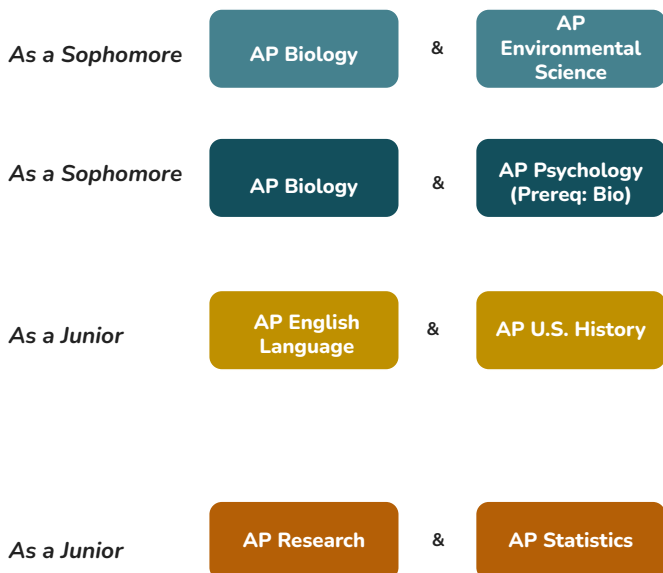 As a Sophomore
AP Biology
&
AP
Environmental
Science
As a Sophomore
AP Biology
&
AP Psychology
(Prereq: Bio)
As a Junior
AP English
Language
&
AP U.S. History
As a Junior
AP Research
&
AP Statistics